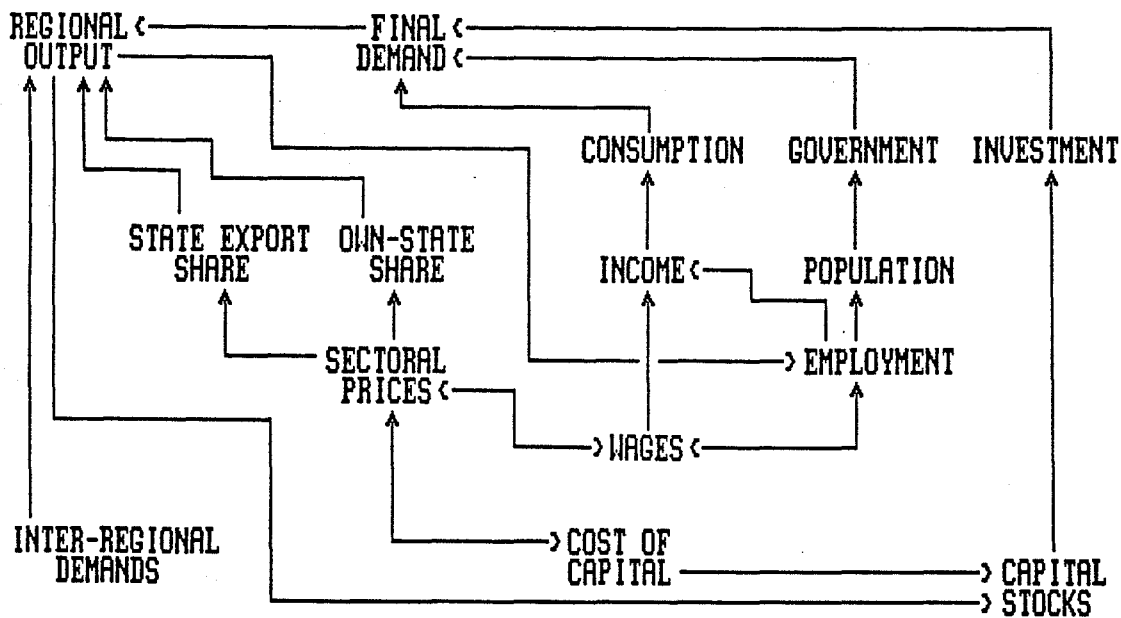 REGIONAL
OUTPUT
FINAL
DEMAND
CONSUMPTION
GOVERNMENT
INVESTMENT
STATE EXPORT
SHARE
OWN-STATE
SHARE
INCOME
POPULATION
SECTORAL
PRICES
EMPLOYMENT
WAGES
INTER-REGIONAL
DEMANDS
COST OF
CAPITAL
CAPITAL
STOCKS